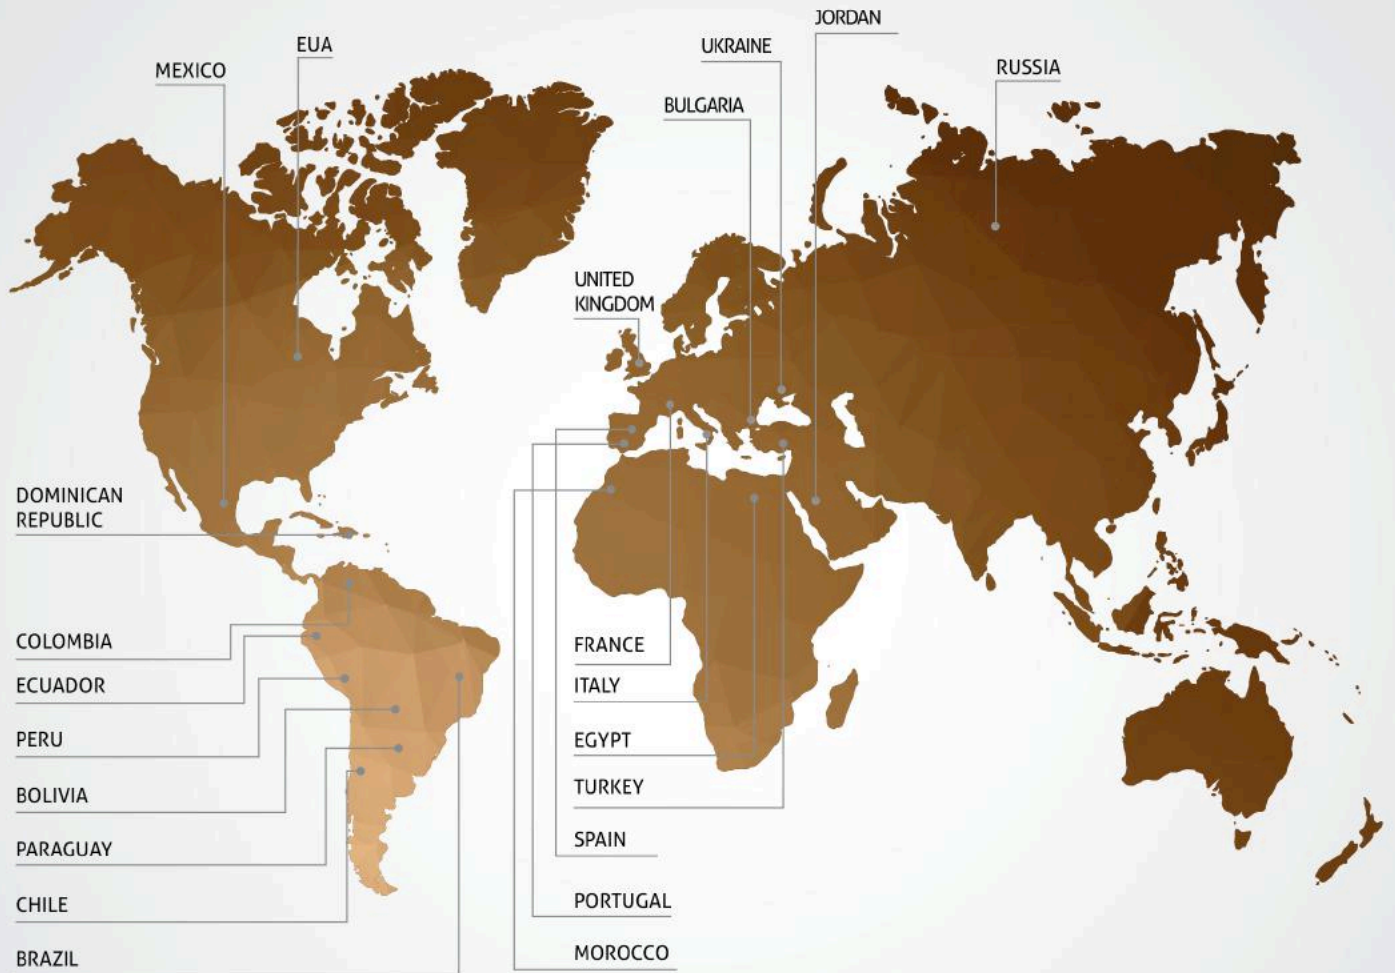 JORDAN
EUA
UKRAINE
MEXICO
RUSSIA
BULGARIA
UNITED
KINGDOM
DOMINICAN
REPUBLIC
COLOMBIA
ECUADOR
PERU
BOLIVIA
PARAGUAY
CHILE
BRAZIL
FRANCE
ITALY
EGYPT
TURKEY
SPAIN
PORTUGAL
MOROCCO